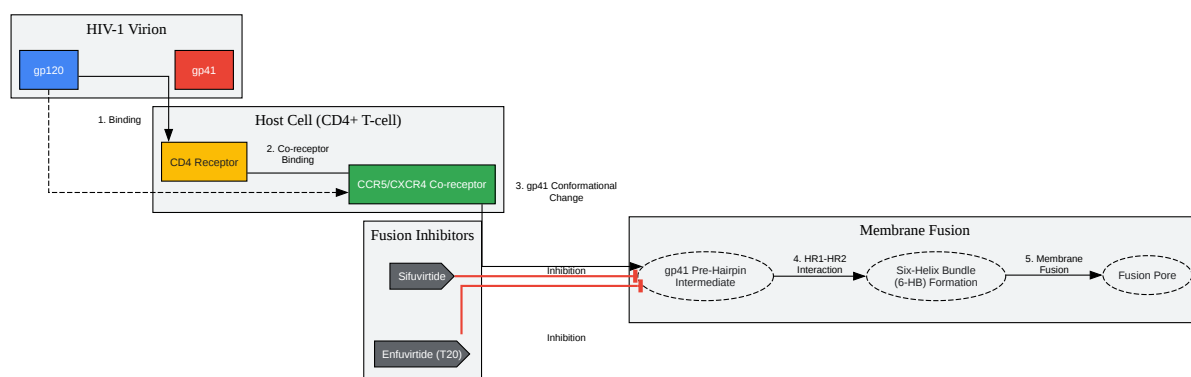 HIV-1 Virion
gp120
gp41
1. Binding
Host Cell (CD4+ T-cell)
CD4 Receptor
2. Co-receptor
Binding
CCR5/CXCR4 Co-receptor
3. gp41 Conformational
Change
Fusion Inhibitors
Sifuvirtide
Enfuvirtide (T20)
Inhibition
Inhibition
Membrane Fusion
gp41 Pre-Hairpin
Intermediate
4. HR1-HR2
Interaction
Six-Helix Bundle
(6-HB) Formation
5. Membrane
Fusion
Fusion Pore